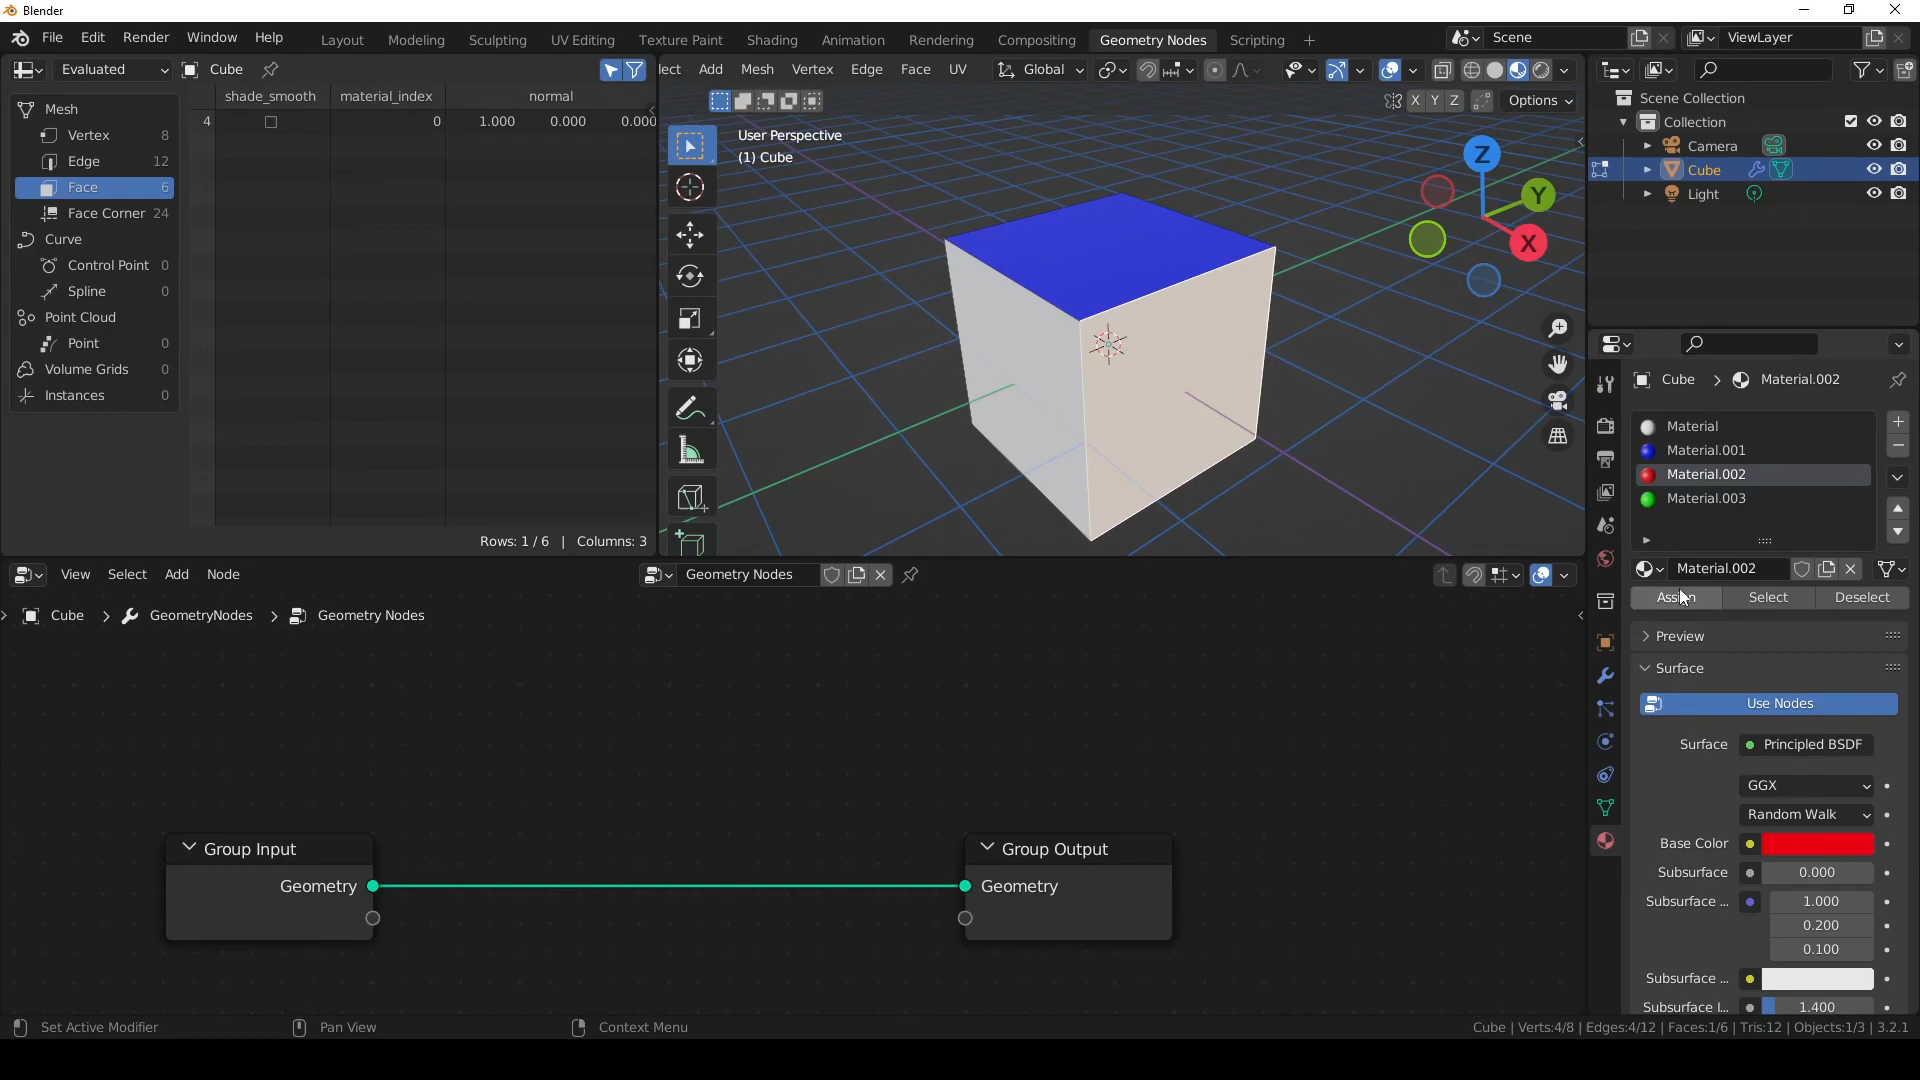 Blender
File Edit Render Window Help
Layout Modeling Sculpting UV Editing Texture Paint Shading Animation Rendering Compositing Geometry Nodes Scripting
Scene
ViewLayer
Evaluated
Cube
lect Add Mesh Vertex Edge Face UV
Global
X Y Z
Options
shade_smooth material_index normal
4 0 1.000 0.000 0.000
Mesh
Vertex 8
Edge 12
Face 6
Face Corner 24
Curve
Control Point 0
Spline 0
Point Cloud
Point 0
Volume Grids 0
Instances 0
Rows: 1 / 6 | Columns: 3
User Perspective
(1) Cube
Z
Y
X
Scene Collection
Collection
Camera
Cube
Light
Cube > Material.002
Material
Material.001
Material.002
Material.003
Material.002
Assign Select Deselect
Preview
Surface
Use Nodes
Surface Principled BSDF
GGX
Random Walk
Base Color
Subsurface 0.000
Subsurface ... 1.000
0.200
0.100
Subsurface ...
Subsurface I... 1.400
View Select Add Node
Geometry Nodes
Cube > GeometryNodes > Geometry Nodes
Group Input
Geometry
Group Output
Geometry
Set Active Modifier
Pan View
Context Menu
Cube | Verts:4/8 | Edges:4/12 | Faces:1/6 | Tris:12 | Objects:1/3 | 3.2.1